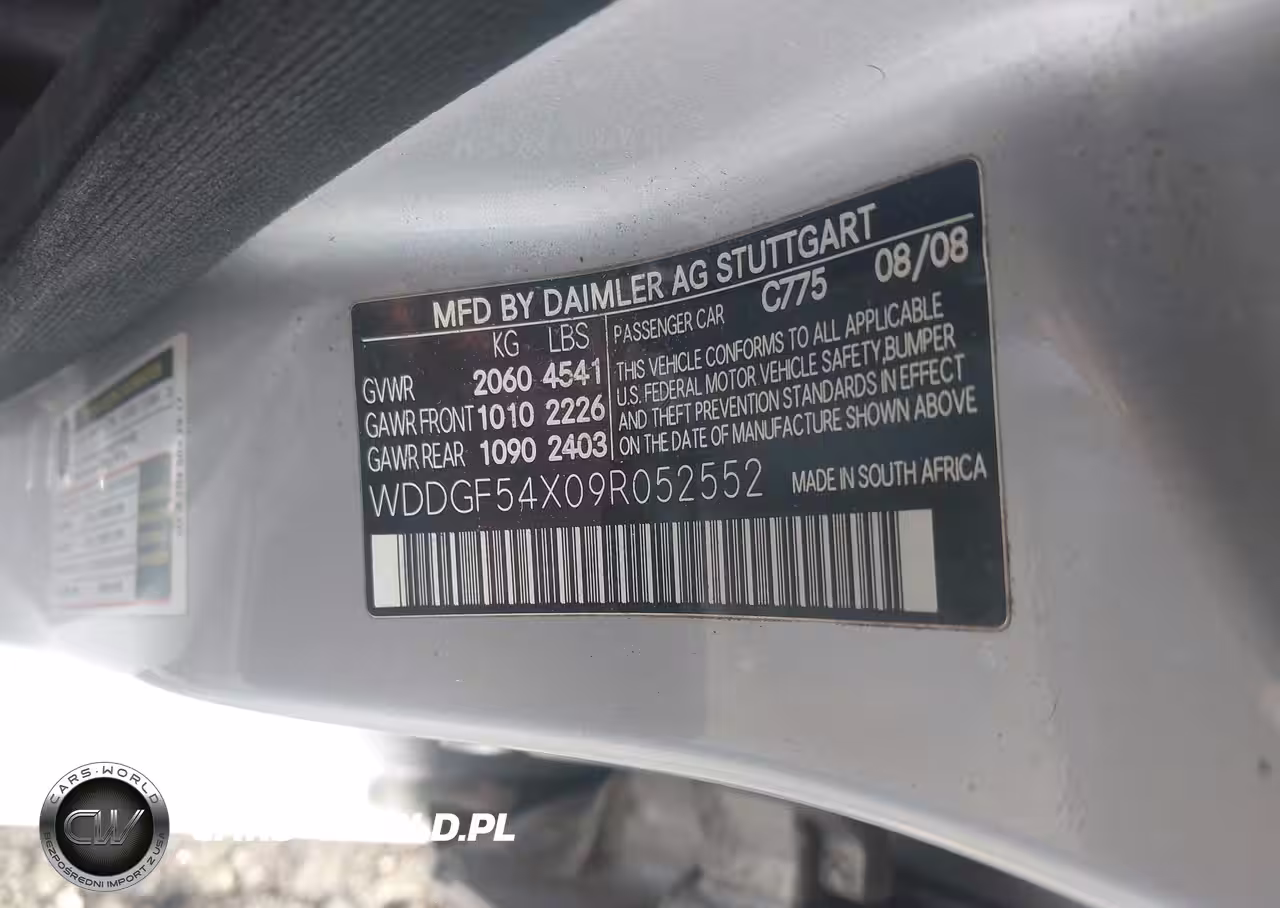 MFD BY DAIMLER AG STUTTGART
KG LBS
GVWR 2060 4541
GAWR FRONT 1010 2226
GAWR REAR 1090 2403
PASSENGER CAR C775 08/08
THIS VEHICLE CONFORMS TO ALL APPLICABLE
U.S. FEDERAL MOTOR VEHICLE SAFETY,BUMPER
AND THEFT PREVENTION STANDARDS IN EFFECT
ON THE DATE OF MANUFACTURE SHOWN ABOVE
WDDGF54X09R052552 MADE IN SOUTH AFRICA
CARS·WORLD
CW
BEZPOŚREDNI IMPORT Z USA